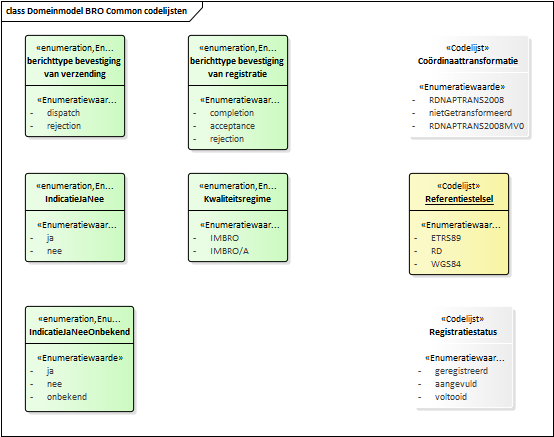 class Domeinmodel BRO Common codelijsten
«enumeration,Enu...
berichttype bevestiging
van verzending
«Enumeratiewaar...
- dispatch
- rejection
«enumeration,En...
berichttype bevestiging
van registratie
«Enumeratiewaar...
- completion
- acceptance
- rejection
«Codelijst»
Coördinaattransformatie
«Enumeratiewaarde»
- RDNAPTRANS2008
- nietGetransformeerd
- RDNAPTRANS2008MV0
«enumeration,En...
IndicatieJaNee
«Enumeratiewaar...
- ja
- nee
«enumeration,En...
Kwaliteitsregime
«Enumeratiewaar...
- IMBRO
- IMBRO/A
«Codelijst»
Referentiestelsel
«Enumeratiewaar...
- ETRS89
- RD
- WGS84
«enumeration,Enu...
IndicatieJaNeeOnbekend
«Enumeratiewaarde»
- ja
- nee
- onbekend
«Codelijst»
Registratiestatus
«Enumeratiewaar...
- geregistreerd
- aangevuld
- voltooid